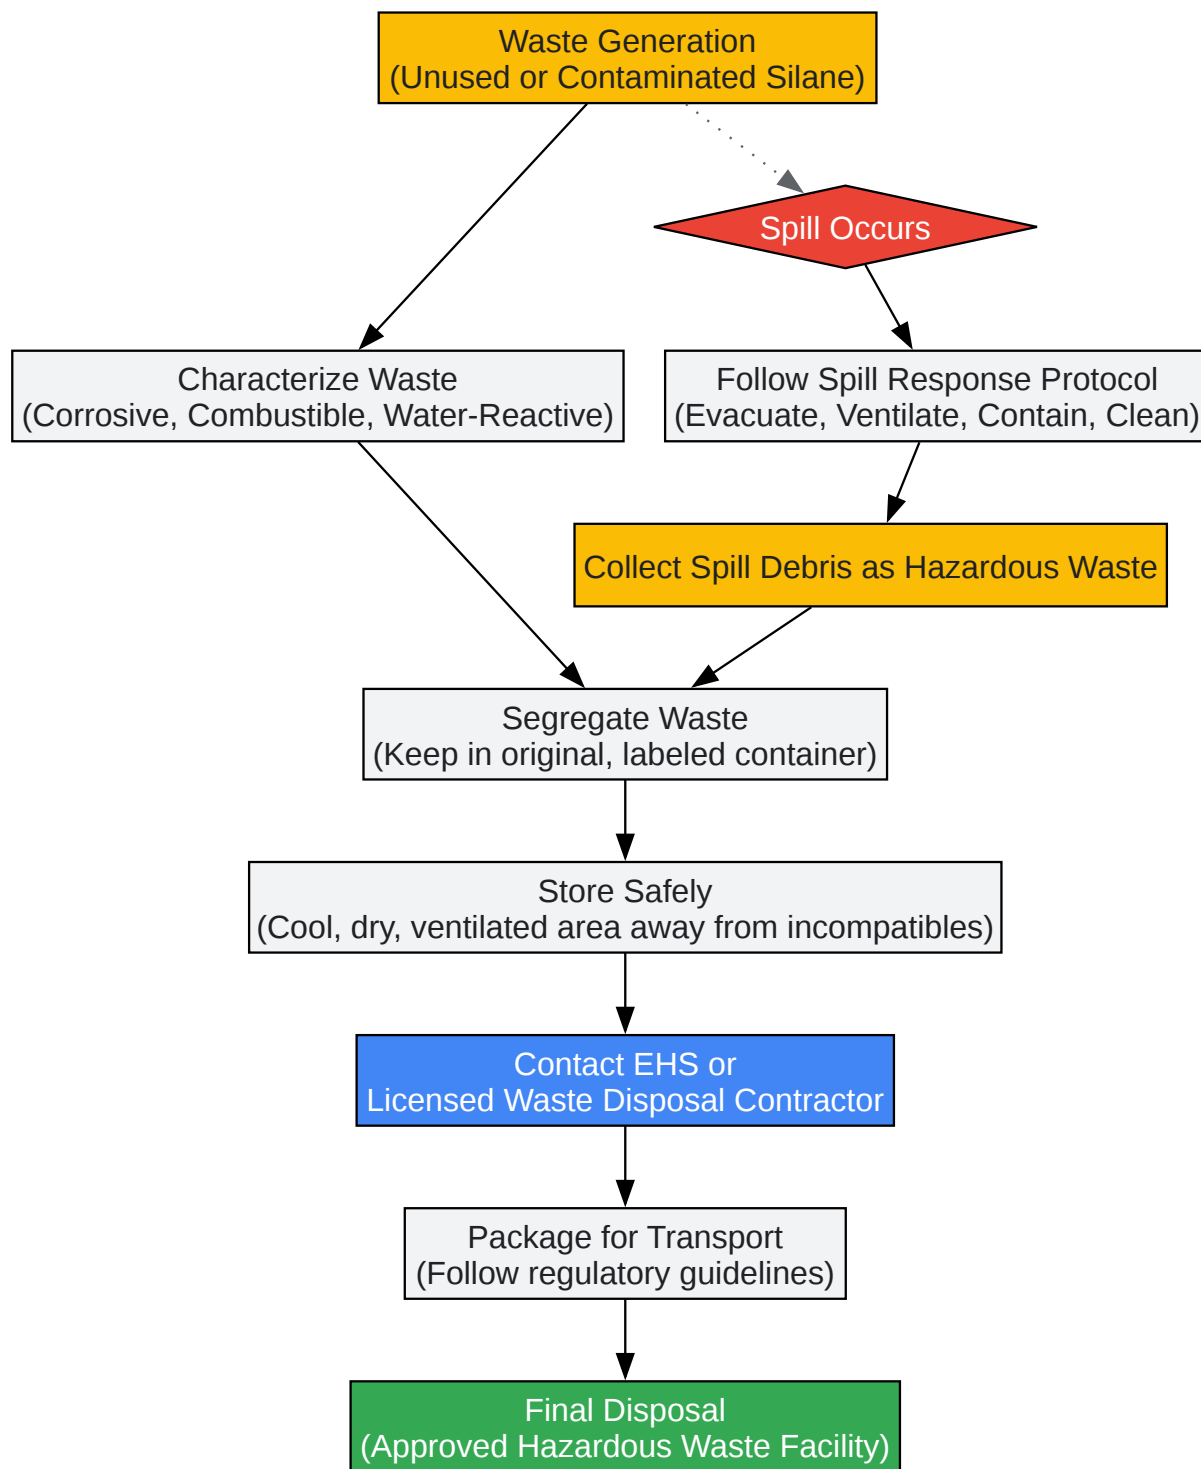 Waste Generation
(Unused or Contaminated Silane)
Spill Occurs
Characterize Waste
(Corrosive, Combustible, Water-Reactive)
Follow Spill Response Protocol
(Evacuate, Ventilate, Contain, Clean)
Collect Spill Debris as Hazardous Waste
Segregate Waste
(Keep in original, labeled container)
Store Safely
(Cool, dry, ventilated area away from incompatibles)
Contact EHS or
Licensed Waste Disposal Contractor
Package for Transport
(Follow regulatory guidelines)
Final Disposal
(Approved Hazardous Waste Facility)